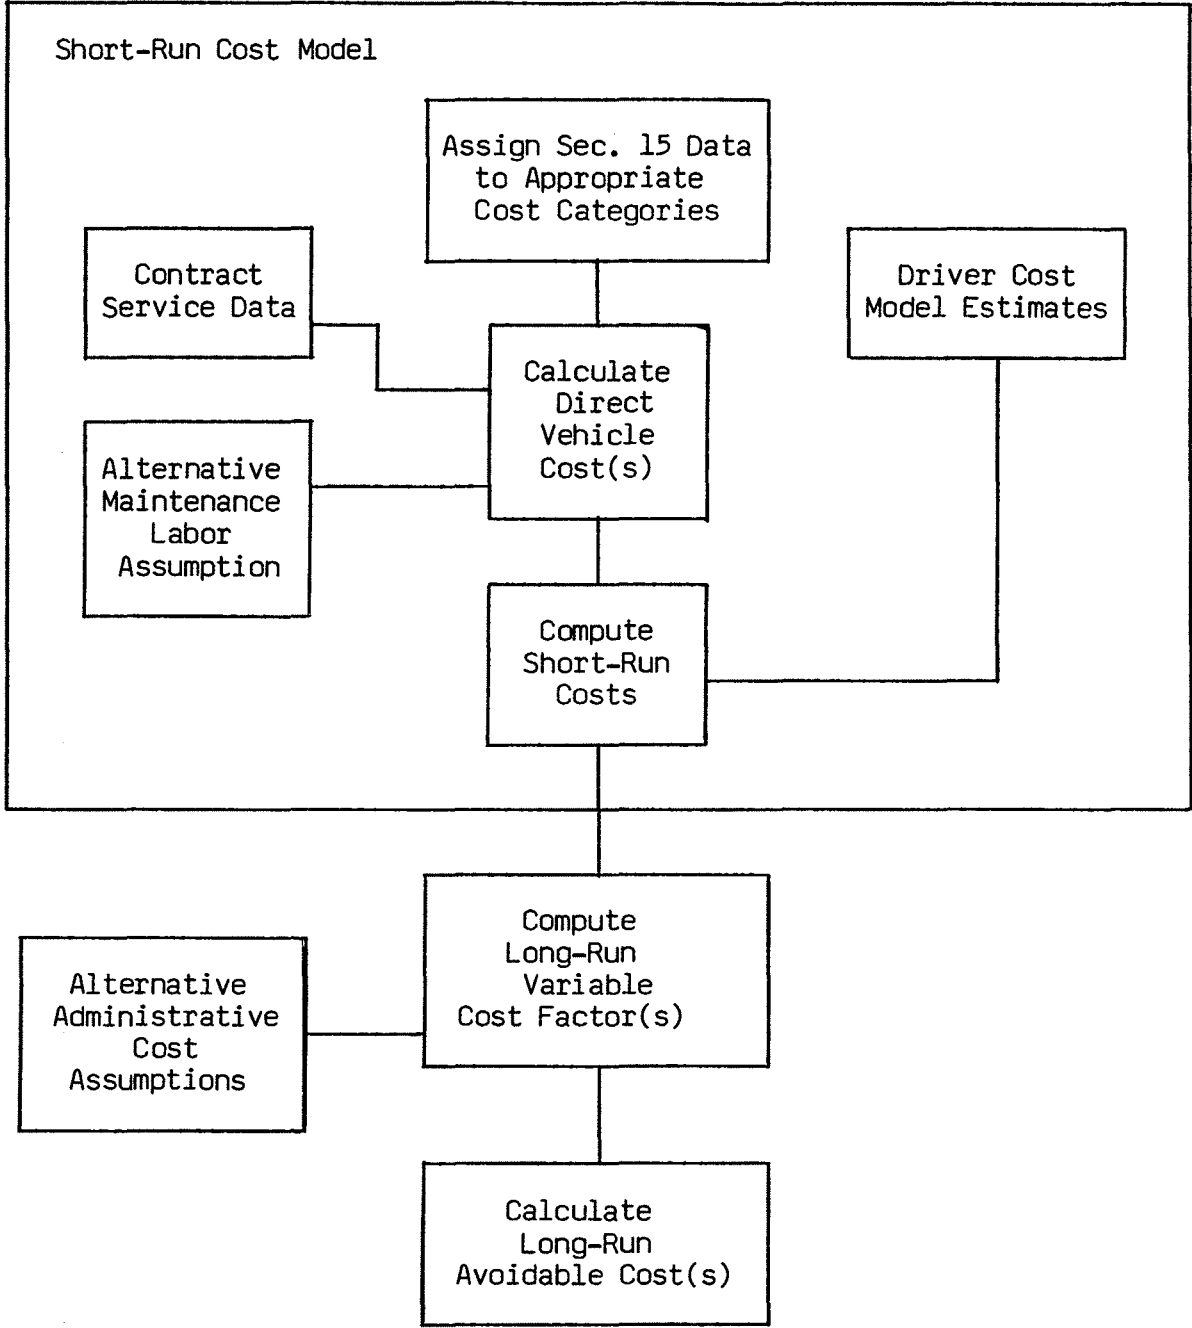 Short-Run Cost Model
Assign Sec. 15 Data
to Appropriate
Cost Categories
Contract
Service Data
Driver Cost
Model Estimates
Calculate
Direct
Vehicle
Cost(s)
Alternative
Maintenance
Labor
Assumption
Compute
Short-Run
Costs
Compute
Long-Run
Variable
Cost Factor(s)
Alternative
Administrative
Cost
Assumptions
Calculate
Long-Run
Avoidable Cost(s)